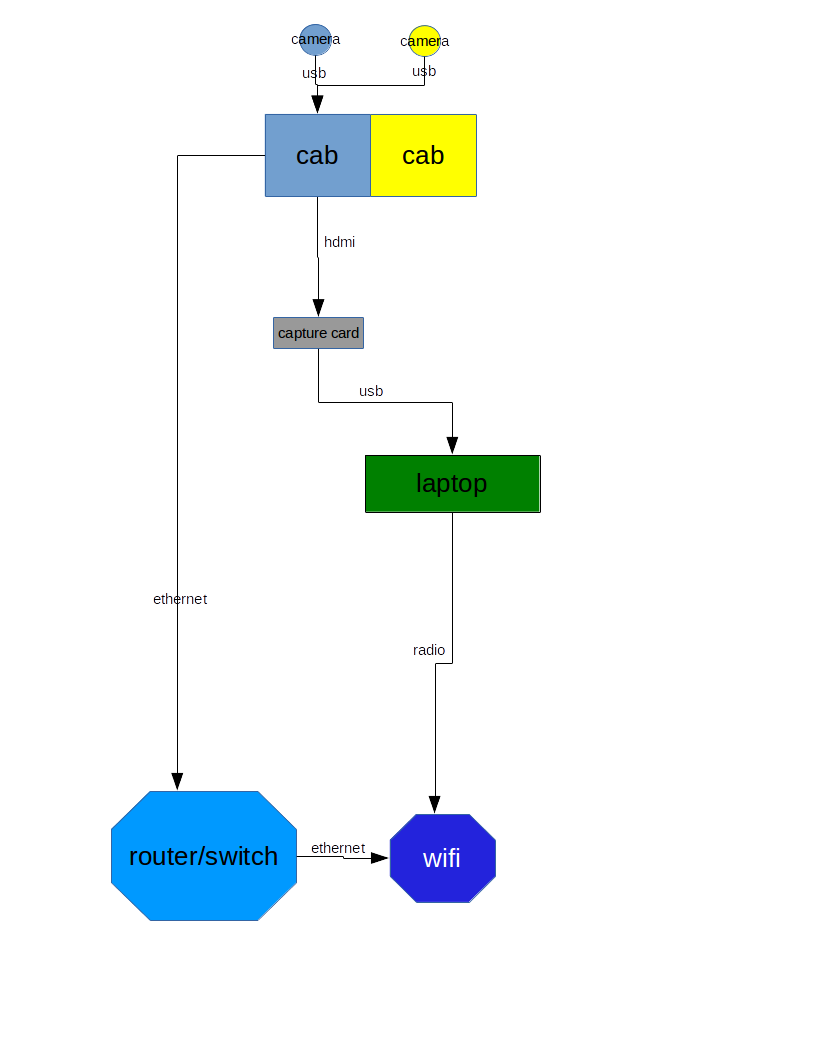 camera
camera
usb
usb
cab
cab
hdmi
capture card
usb
laptop
ethernet
radio
router/switch
ethernet
wifi